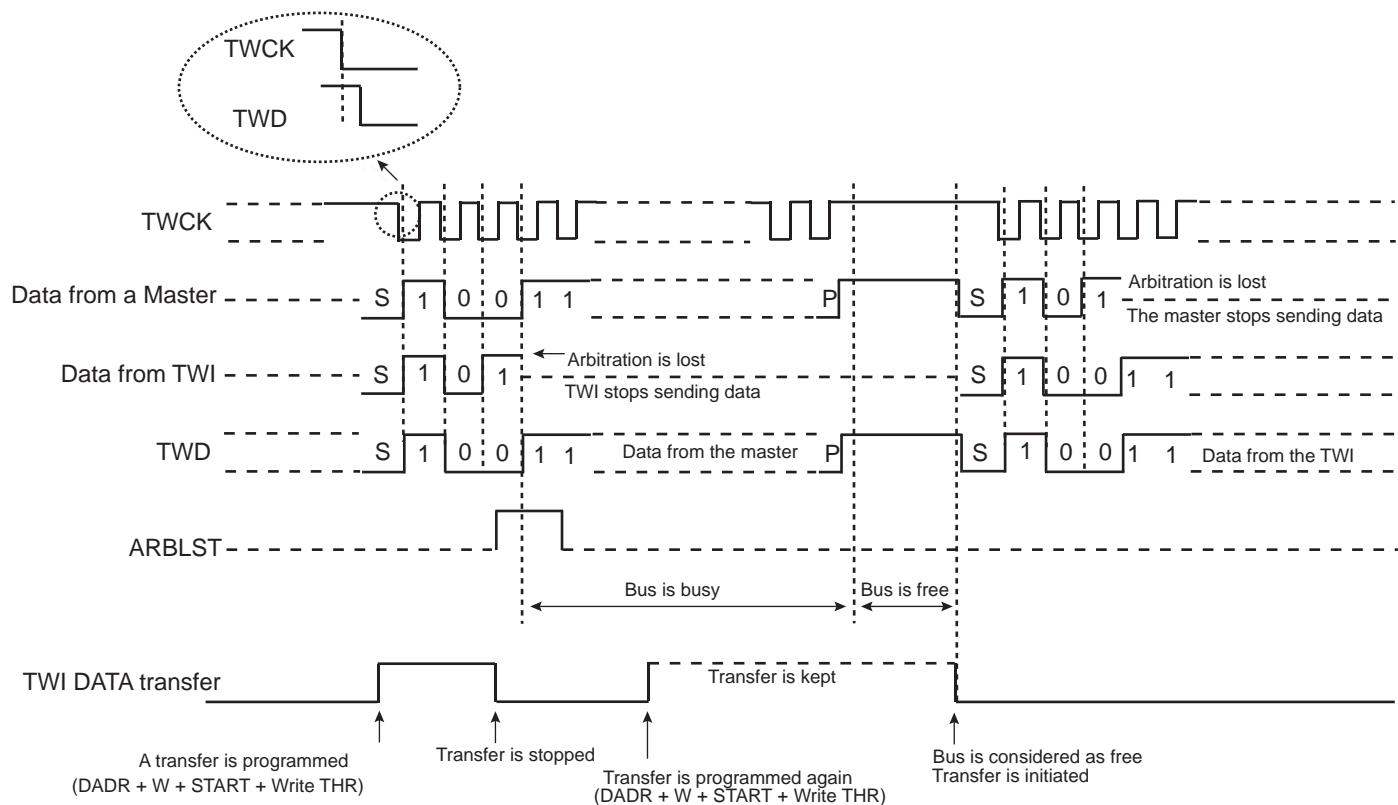 TWCK
TWD
TWCK
Data from a Master S 1 0 0 1 1 P S 1 0 1 Arbitration is lost
The master stops sending data
Data from TWI S 1 0 1 Arbitration is lost S 1 0 0 1 1
TWI stops sending data
TWD S 1 0 0 1 1 Data from the master P S 1 0 0 1 1 Data from the TWI
ARBLST
Bus is busy Bus is free
TWI DATA transfer Transfer is kept
A transfer is programmed
(DADR + W + START + Write THR)
Transfer is stopped
Transfer is programmed again
(DADR + W + START + Write THR)
Bus is considered as free
Transfer is initiated